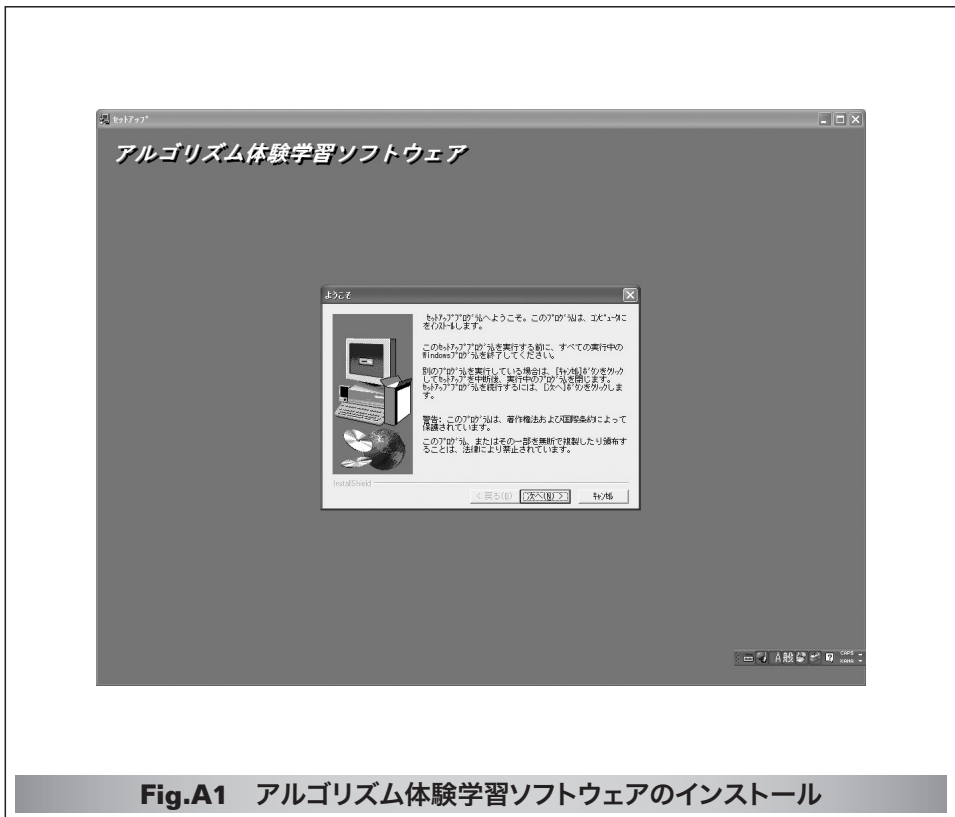 ｾｯﾄｱｯﾌﾟ
アルゴリズム体験学習ソフトウェア
ようこそ
ｾｯﾄｱｯﾌﾟﾌﾟﾛｸﾞﾗﾑへようこそ。このﾌﾟﾛｸﾞﾗﾑは、ｺﾝﾋﾟｭｰﾀに
をｲﾝｽﾄｰﾙします。
このｾｯﾄｱｯﾌﾟﾌﾟﾛｸﾞﾗﾑを実行する前に、すべての実行中の
Windowsﾌﾟﾛｸﾞﾗﾑを終了してください。
別のﾌﾟﾛｸﾞﾗﾑを実行している場合は、[ｷｬﾝｾﾙ]ﾎﾞﾀﾝをｸﾘｯｸ
してｾｯﾄｱｯﾌﾟを中断後、実行中のﾌﾟﾛｸﾞﾗﾑを閉じます。
ｾｯﾄｱｯﾌﾟﾌﾟﾛｸﾞﾗﾑを続行するには、[次へ]ﾎﾞﾀﾝをｸﾘｯｸしま
す。
警告: このﾌﾟﾛｸﾞﾗﾑは、著作権法および国際条約によって
保護されています。
このﾌﾟﾛｸﾞﾗﾑ、またはその一部を無断で複製したり頒布す
ることは、法律により禁止されています。
InstallShield
< 戻る(B) 次へ(N) > ｷｬﾝｾﾙ
A 般 CAPS
KANA
Fig.A1 アルゴリズム体験学習ソフトウェアのインストール